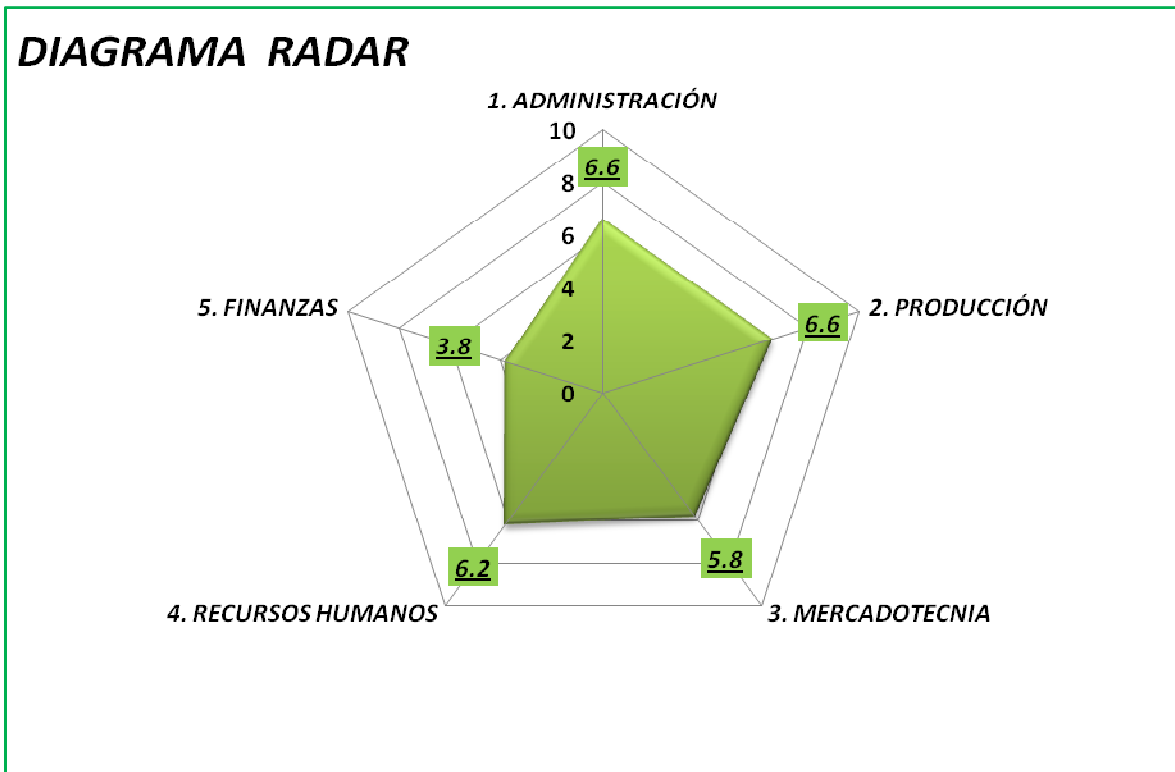 DIAGRAMA RADAR
1. ADMINISTRACIÓN
10
6.6
8
6
5. FINANZAS
2. PRODUCCIÓN
6.6
3.8
4
2
0
5.8
6.2
4. RECURSOS HUMANOS
3. MERCADOTECNIA